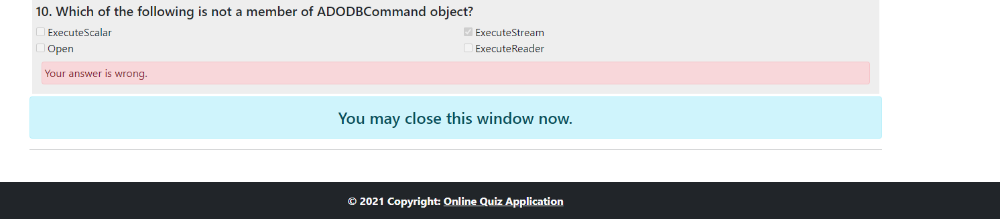 10. Which of the following is not a member of ADODBCommand object?
ExecuteScalar
ExecuteStream
Open
ExecuteReader
Your answer is wrong.
You may close this window now.
© 2021 Copyright: Online Quiz Application